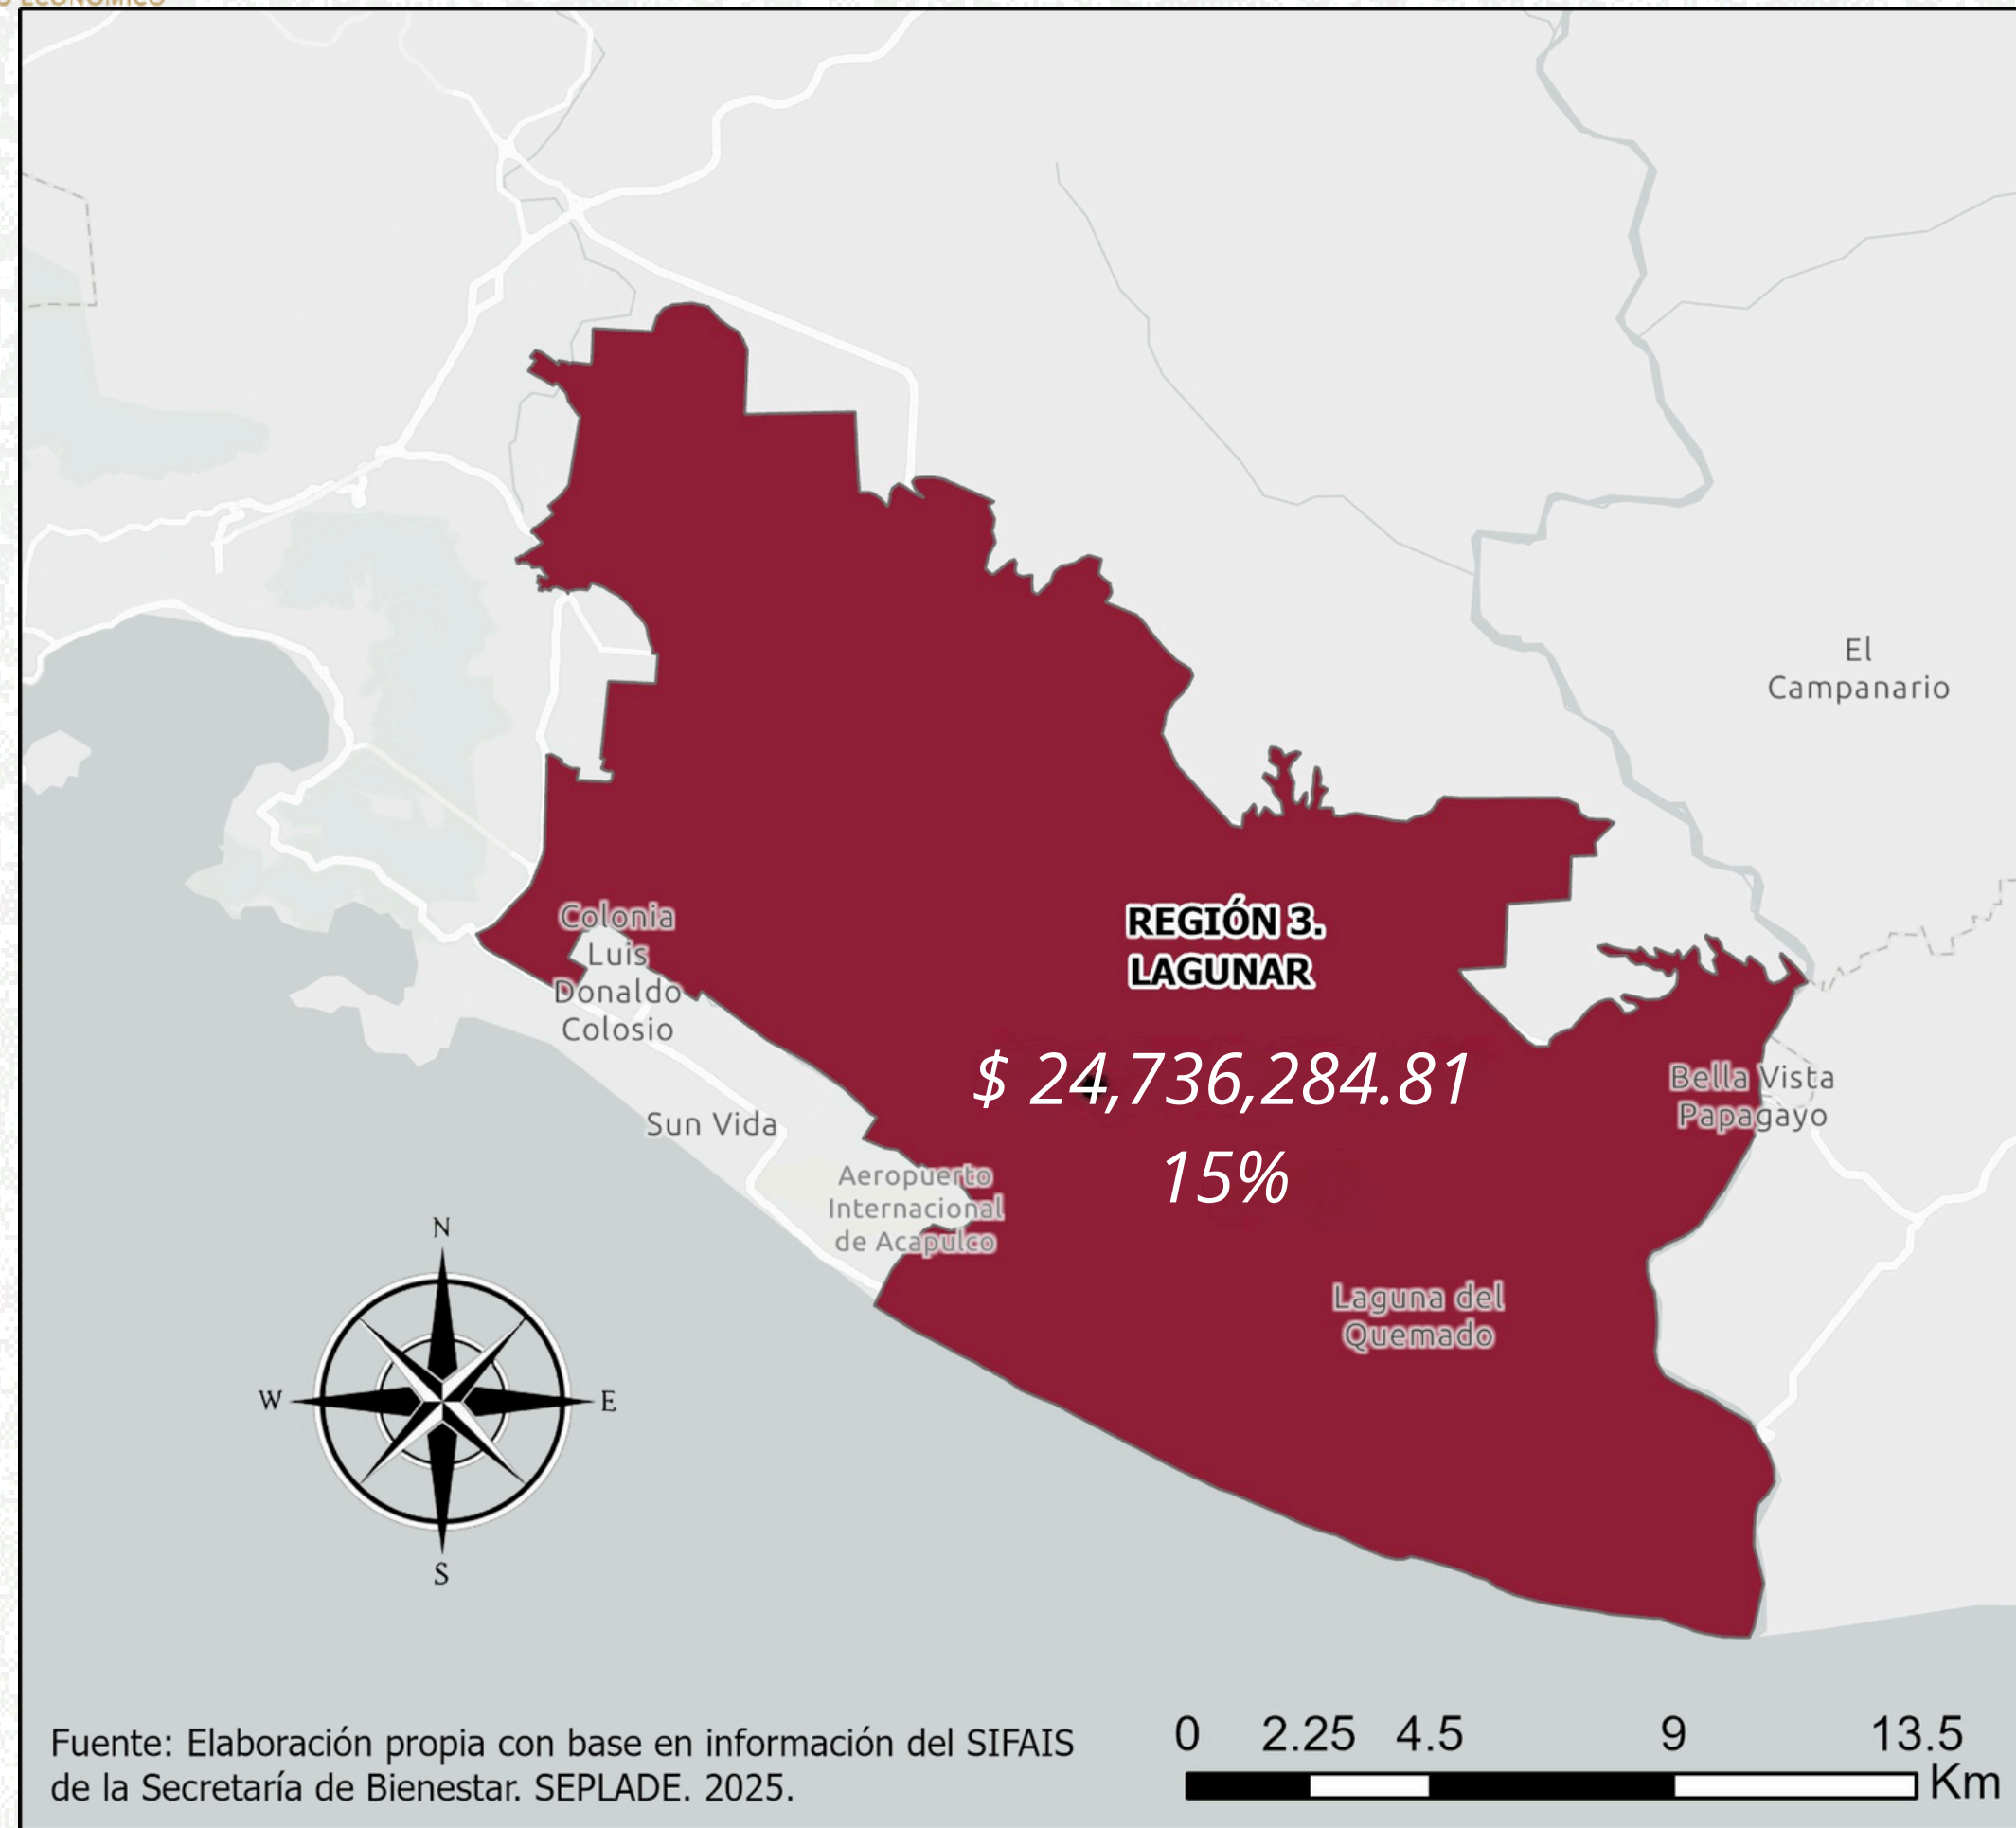 El
Campanario
REGIÓN 3.
LAGUNAR
Colonia
Luis
Donaldo
Colosio
$ 24,736,284.81
15%
Bella Vista
Papagayo
Sun Vida
Aeropuerto
Internacional
de Acapulco
Laguna del
Quemado
N
W
E
S
Fuente: Elaboración propia con base en información del SIFAIS
de la Secretaría de Bienestar. SEPLADE. 2025.
0 2.25 4.5 9 13.5
Km